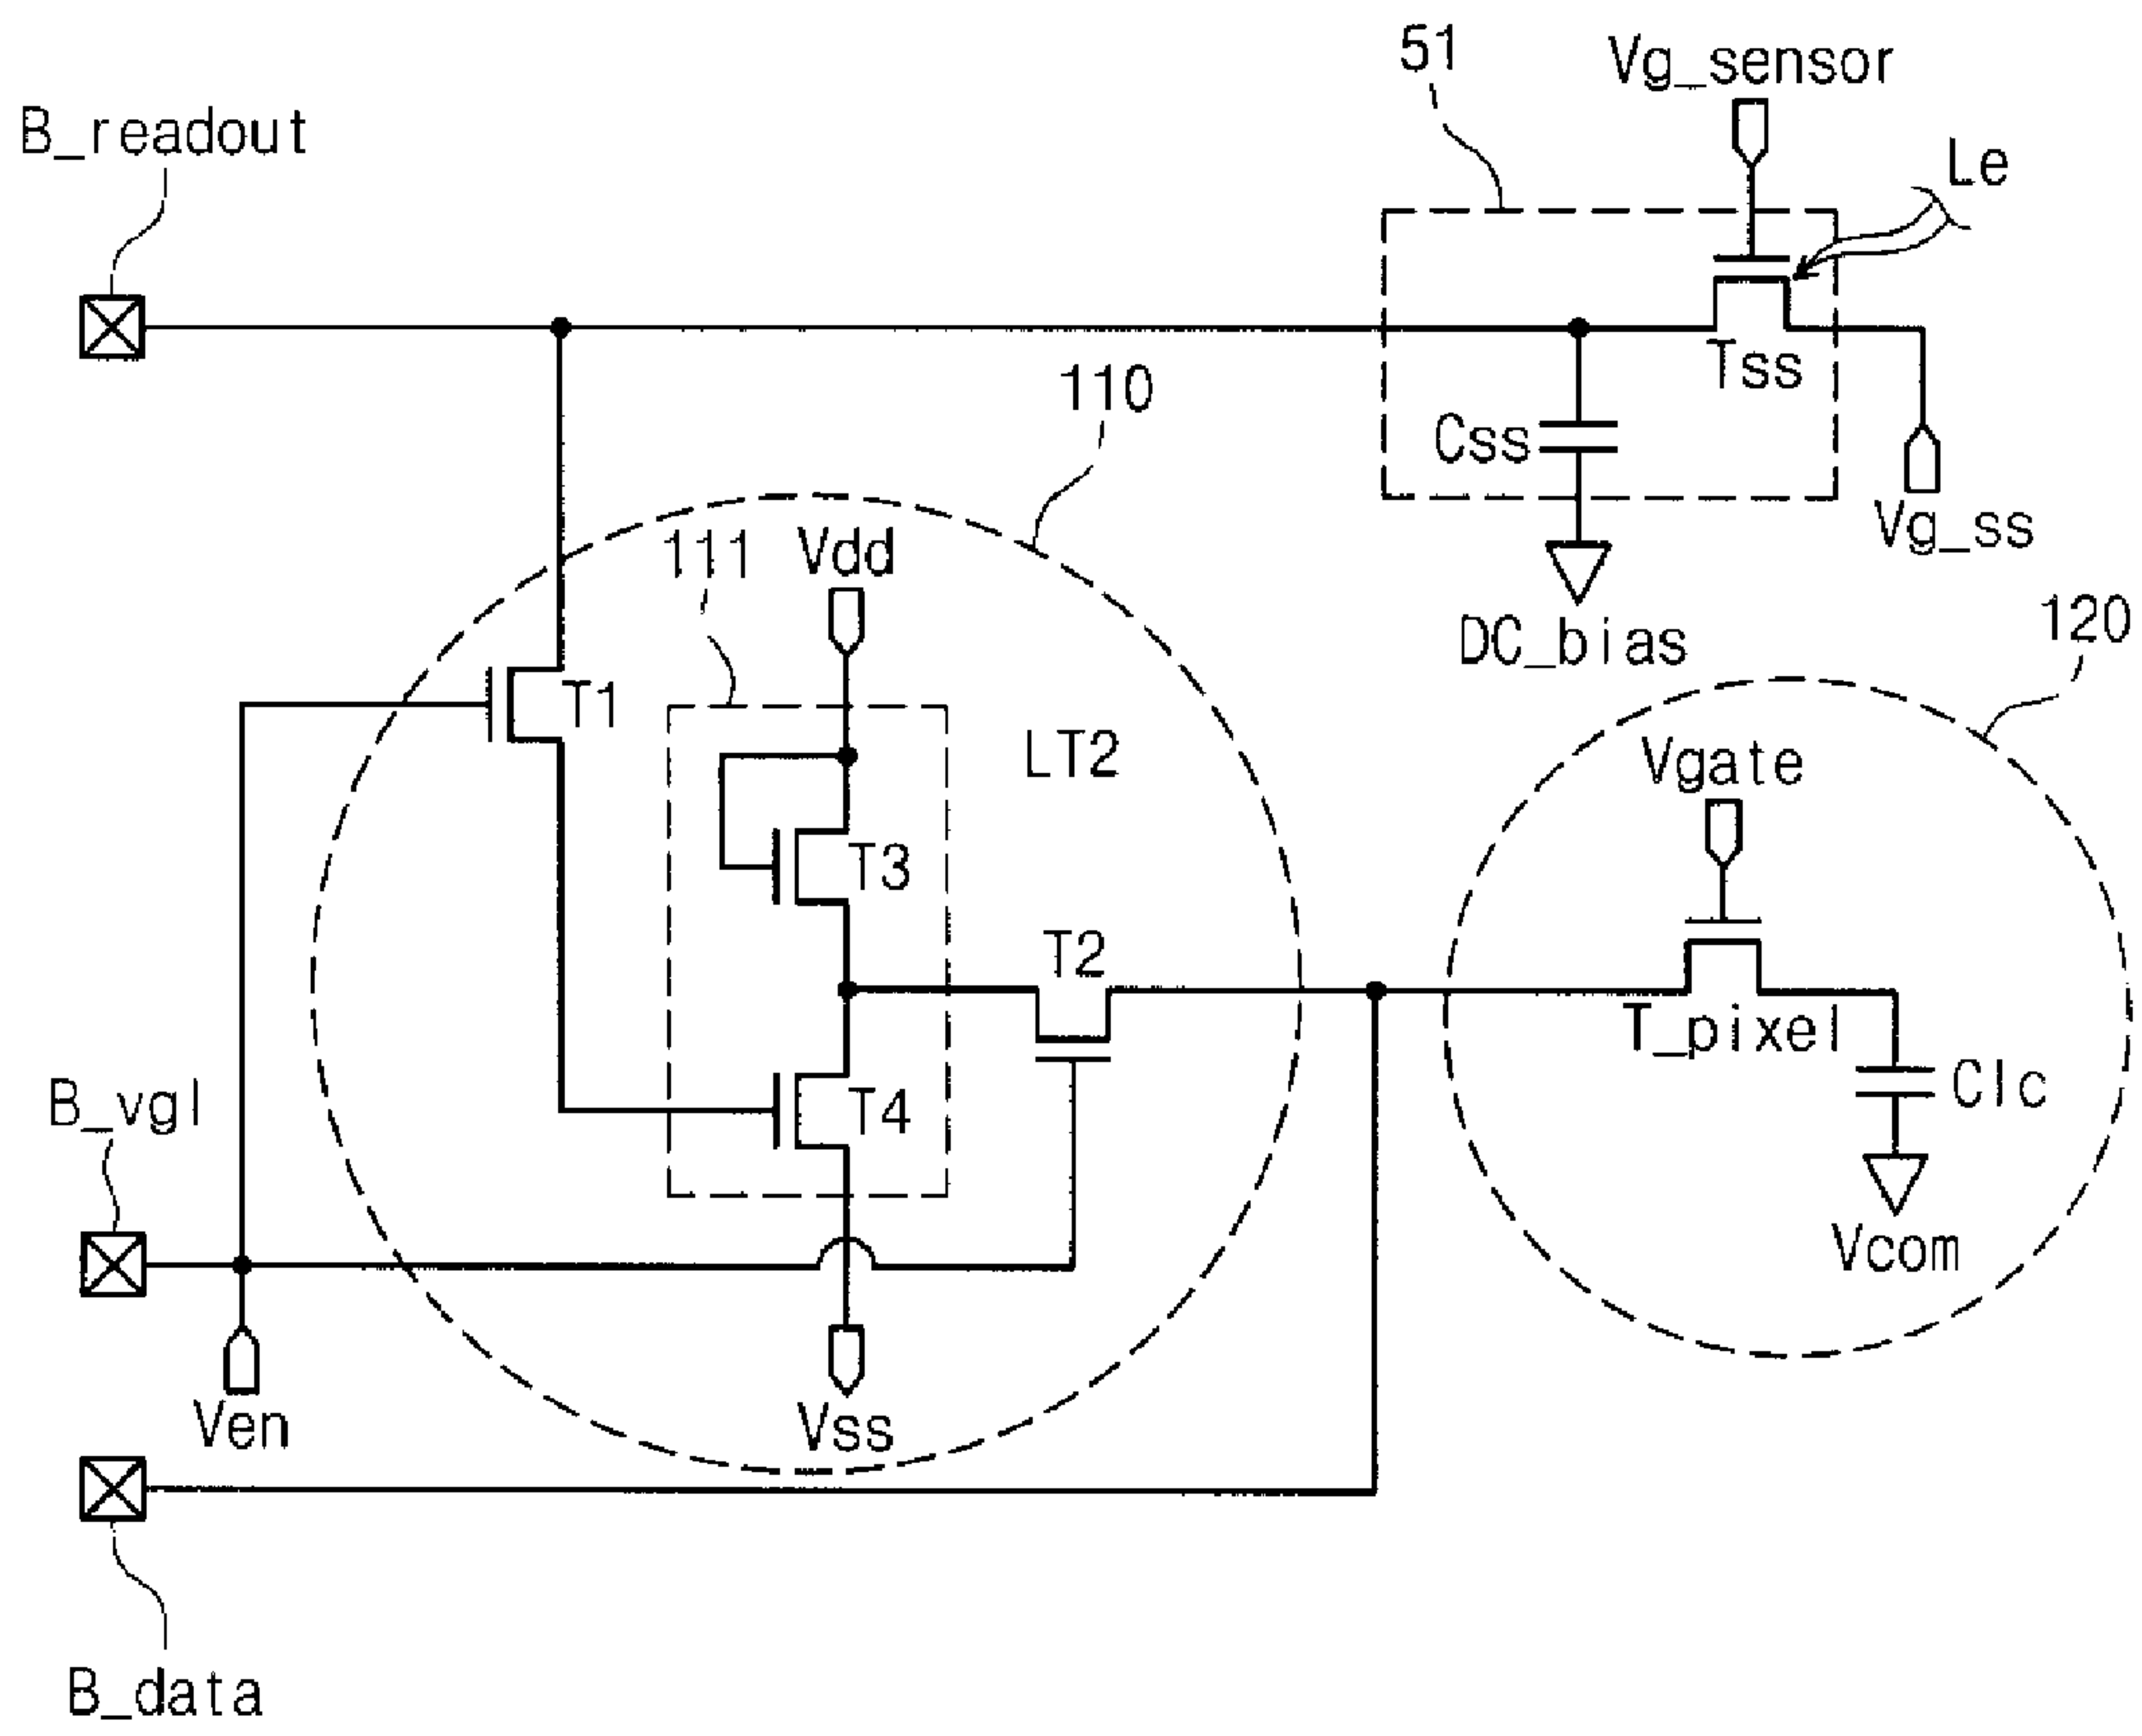 51
Vg_sensor
B_readout
Le
Tss
110
Css
Vg_ss
111
Vdd
DC_bias
120
T1
LT2
Vgate
T3
T2
T_pixel
B_vgl
T4
Clc
Vcom
Ven
Vss
B_data